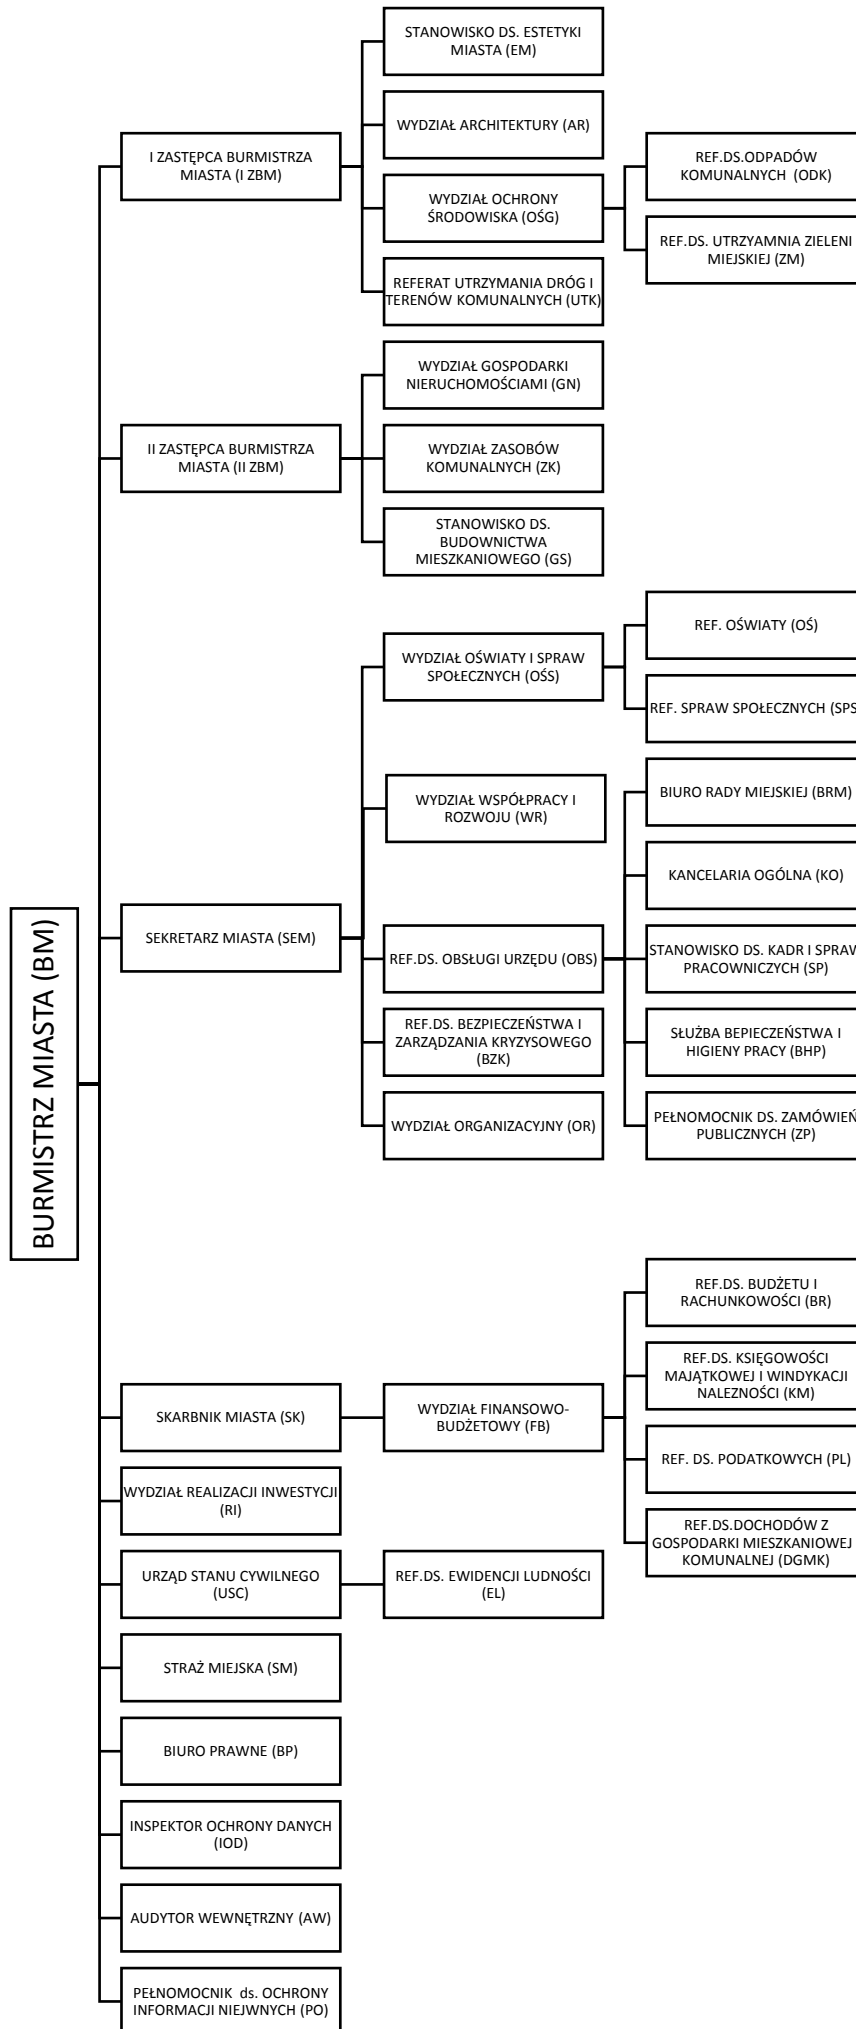 BURMISTRZ MIASTA (BM)
I ZASTĘPCA BURMISTRZA
MIASTA (I ZBM)
STANOWISKO DS. ESTETYKI
MIASTA (EM)
WYDZIAŁ ARCHITEKTURY (AR)
WYDZIAŁ OCHRONY
ŚRODOWISKA (OŚG)
REF.DS.ODPADÓW
KOMUNALNYCH (ODK)
REF.DS. UTRZYAMNIA ZIELENI
MIEJSKIEJ (ZM)
REFERAT UTRZYMANIA DRÓG I
TERENÓW KOMUNALNYCH (UTK)
II ZASTĘPCA BURMISTRZA
MIASTA (II ZBM)
WYDZIAŁ GOSPODARKI
NIERUCHOMOŚCIAMI (GN)
WYDZIAŁ ZASOBÓW
KOMUNALNYCH (ZK)
STANOWISKO DS.
BUDOWNICTWA
MIESZKANIOWEGO (GS)
SEKRETARZ MIASTA (SEM)
WYDZIAŁ OŚWIATY I SPRAW
SPOŁECZNYCH (OŚS)
REF. OŚWIATY (OŚ)
REF. SPRAW SPOŁECZNYCH (SPS
WYDZIAŁ WSPÓŁPRACY I
ROZWOJU (WR)
REF.DS. OBSŁUGI URZĘDU (OBS)
BIURO RADY MIEJSKIEJ (BRM)
KANCELARIA OGÓLNA (KO)
STANOWISKO DS. KADR I SPRAW
PRACOWNICZYCH (SP)
SŁUŻBA BEPIECZEŃSTWA I
HIGIENY PRACY (BHP)
PEŁNOMOCNIK DS. ZAMÓWIEŃ
PUBLICZNYCH (ZP)
REF.DS. BEZPIECZEŃSTWA I
ZARZĄDZANIA KRYZYSOWEGO
(BZK)
WYDZIAŁ ORGANIZACYJNY (OR)
SKARBNIK MIASTA (SK)
WYDZIAŁ FINANSOWO-
BUDŻETOWY (FB)
REF.DS. BUDŻETU I
RACHUNKOWOŚCI (BR)
REF.DS. KSIĘGOWOŚCI
MAJĄTKOWEJ I WINDYKACJI
NALEZNOŚCI (KM)
REF. DS. PODATKOWYCH (PL)
REF.DS.DOCHODÓW Z
GOSPODARKI MIESZKANIOWEJ
KOMUNALNEJ (DGMK)
WYDZIAŁ REALIZACJI INWESTYCJI
(RI)
URZĄD STANU CYWILNEGO
(USC)
REF.DS. EWIDENCJI LUDNOŚCI
(EL)
STRAŻ MIEJSKA (SM)
BIURO PRAWNE (BP)
INSPEKTOR OCHRONY DANYCH
(IOD)
AUDYTOR WEWNĘTRZNY (AW)
PEŁNOMOCNIK ds. OCHRONY
INFORMACJI NIEJWNYCH (PO)